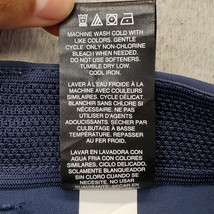 MACHINE WASH COLD WITH
LIKE COLORS. GENTLE
CYCLE ONLY NON-CHLORINE
BLEACH WHEN NEEDED. DO
NOT USE SOFTENERS.
TUMBLE DRY LOW.
COOL IRON.
LAVER À L'EAU FROIDE À LA
MACHINE AVEC COULEURS
SIMILAIRES. CYCLE DÉLICAT.
BLANCHIR SANS CHLORE SI
NÉCESSAIRE. NE PAS
UTILISER D'AGENTS
ADOUCISSANTS. SÉCHER PAR
CULBUTAGE À BASSE
TEMPÉRATURE. REPASSER
AU FER FROID.
LAVAR EN LAVADORA CON
AGUA FRIA CON COLORES
SIMILARES. CICLO DELICADO.
SOLAMENTE BLANQUEAR
SIN CLORO CUANDO SE
NECESITE. NO USAR